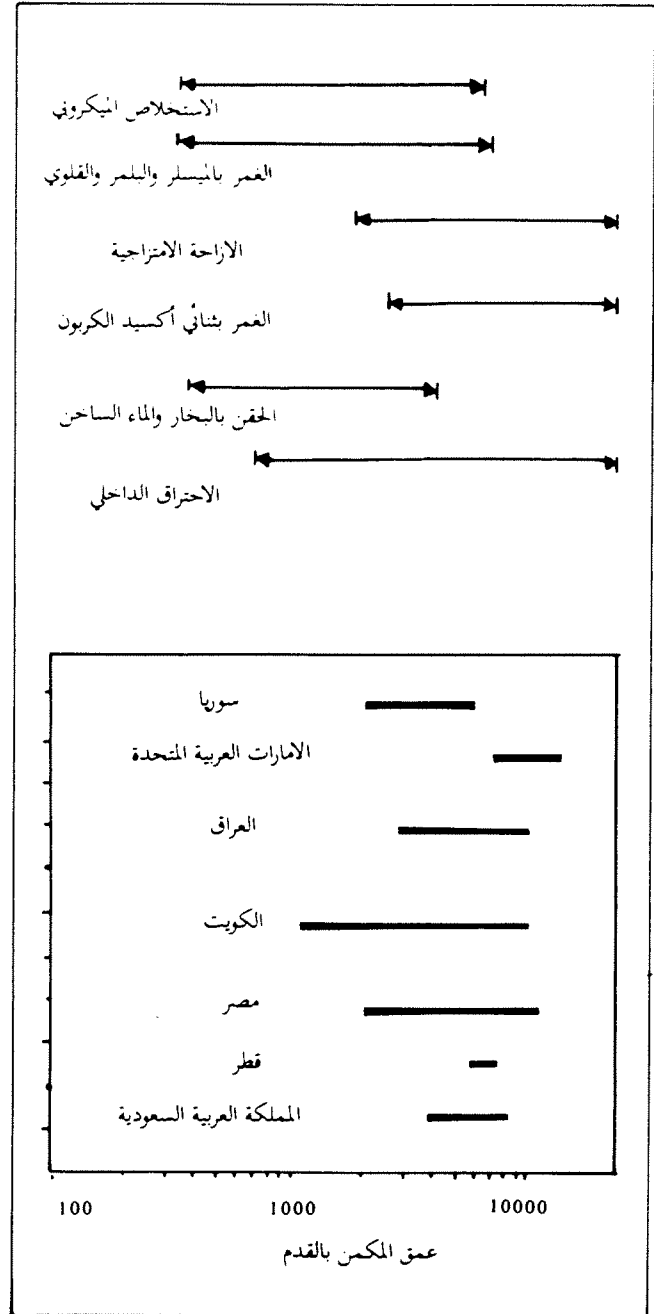 الاستخلاص الميكروني
الغمر بالميسلر والبلمر والقلوي
الازاحة الامتزاجية
الغمر بثنائي أكسيد الكربون
الحقن بالبخار والماء الساخن
الاحتراق الداخلي
سوريا
الامارات العربية المتحدة
العراق
الكويت
مصر
قطر
المملكة العربية السعودية
100 1000 10000
عمق المكمن بالقدم